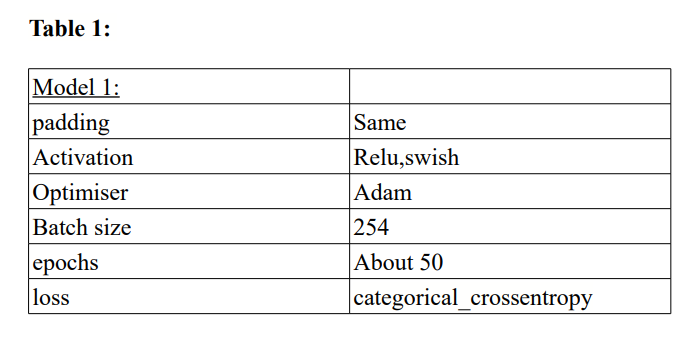 Table 1:
Model 1:
padding Same
Activation Relu,swish
Optimiser Adam
Batch size 254
epochs About 50
loss categorical_crossentropy